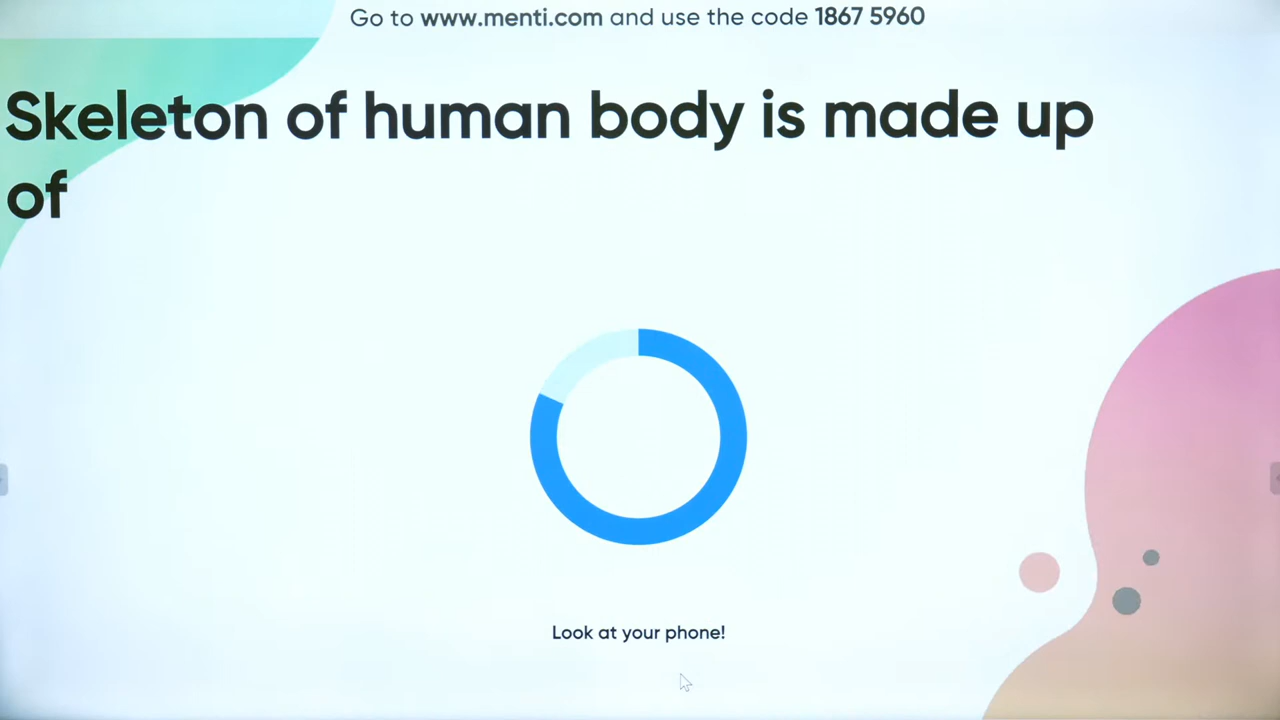 Go to www.menti.com and use the code 1867 5960
Skeleton of human body is made up
of
Look at your phone!